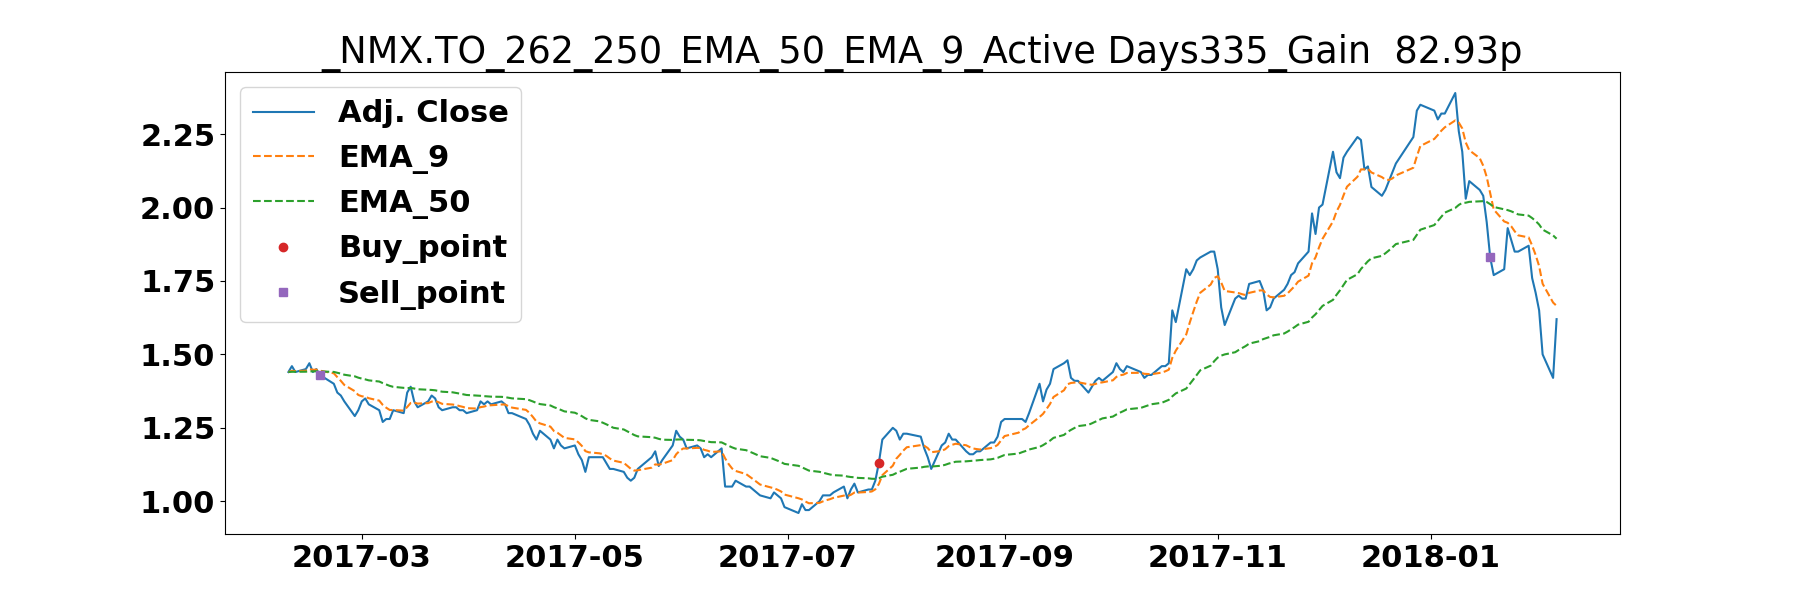 _NMX.TO_262_250_EMA_50_EMA_9_Active Days335_Gain  82.93p
Adj. Close
EMA_9
EMA_50
Buy_point
Sell_point
2.25
2.00
1.75
1.50
1.25
1.00
2017-03 2017-05 2017-07 2017-09 2017-11 2018-01